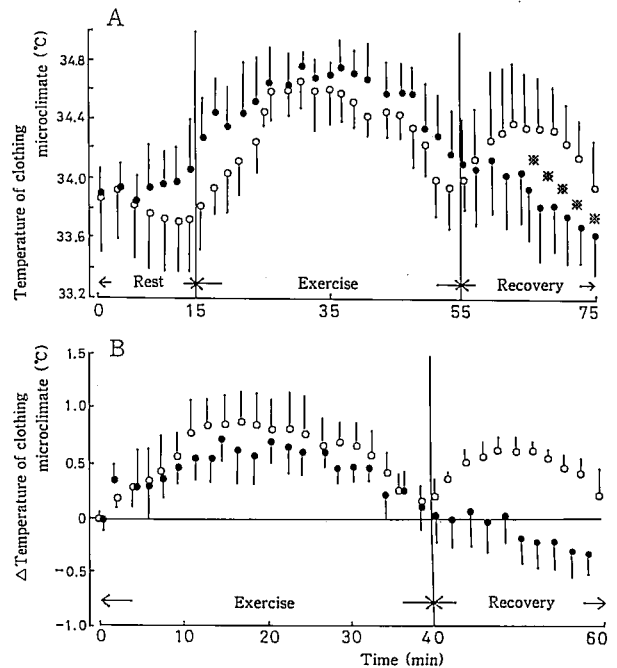 A
Temperature of clothing
microclimate (℃)
34.8
34.4
34.0
33.6
33.2
Rest
Exercise
Recovery
0
15
35
55
75
※
※
※
※
※
B
△Temperature of clothing
microclimate (℃)
1.5
1.0
0.5
0
-0.5
-1.0
Exercise
Recovery
0
10
20
30
40
50
60
Time (min)